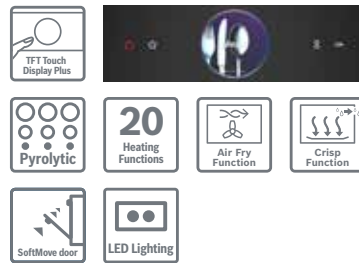 TFT Touch
Display Plus
Pyrolytic
20
Heating
Functions
Air Fry
Function
Crisp
Function
SoftMove door
LED Lighting